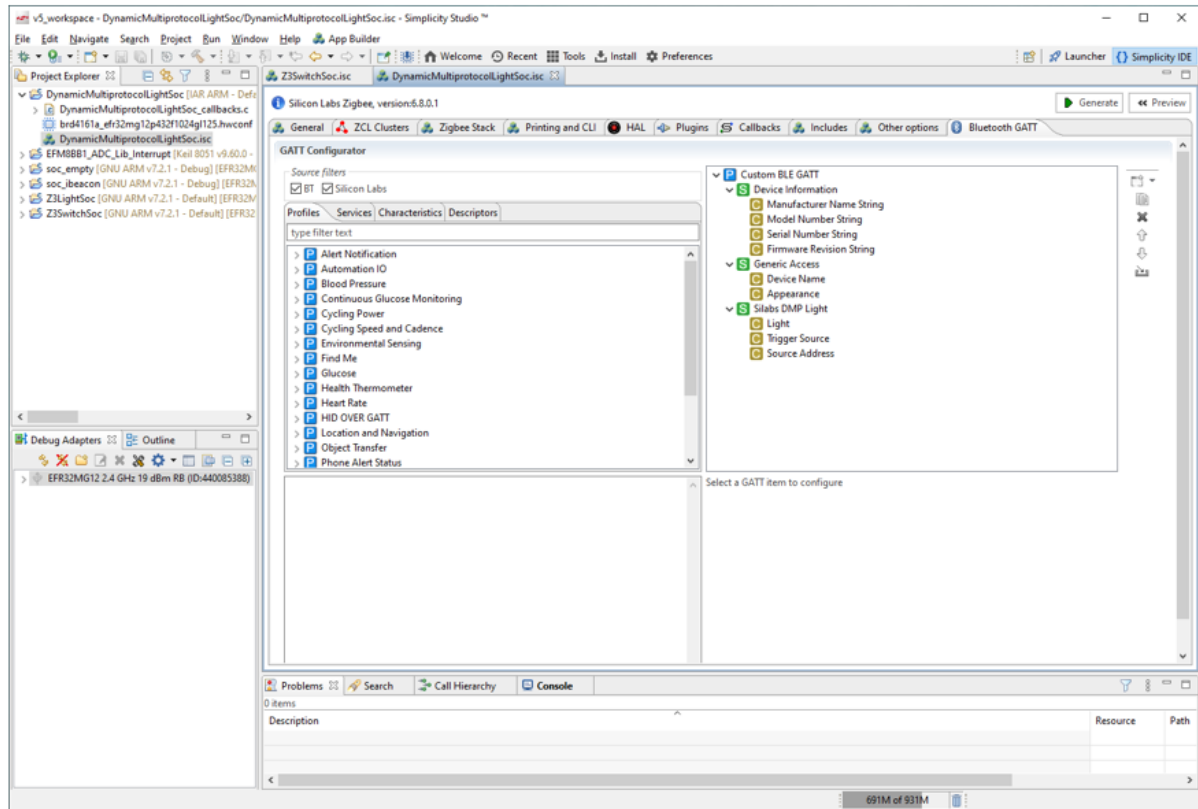 v5_workspace - DynamicMultiprotocolLightSoc/DynamicMultiprotocolLightSoc.isc - Simplicity Studio ™
File Edit Navigate Search Project Run Window Help App Builder
Welcome Recent Tools Install Preferences
Launcher {} Simplicity IDE
Project Explorer
DynamicMultiprotocolLightSoc [IAR ARM - Defa
DynamicMultiprotocolLightSoc_callbacks.c
brd4161a_efr32mg12p432f1024gl125.hwconf
DynamicMultiprotocolLightSoc.isc
EFM8BB1_ADC_Lib_Interrupt [Keil 8051 v9.60.0 -
soc_empty [GNU ARM v7.2.1 - Debug] [EFR32M
soc_ibeacon [GNU ARM v7.2.1 - Debug] [EFR32M
Z3LightSoc [GNU ARM v7.2.1 - Default] [EFR32M
Z3SwitchSoc [GNU ARM v7.2.1 - Default] [EFR32
Debug Adapters Outline
EFR32MG12 2.4 GHz 19 dBm RB (ID:440085388)
Z3SwitchSoc.isc DynamicMultiprotocolLightSoc.isc
Silicon Labs Zigbee, version:6.8.0.1
Generate Preview
General ZCL Clusters Zigbee Stack Printing and CLI HAL Plugins Callbacks Includes Other options Bluetooth GATT
GATT Configurator
Source filters
BT Silicon Labs
Profiles Services Characteristics Descriptors
type filter text
Alert Notification
Automation IO
Blood Pressure
Continuous Glucose Monitoring
Cycling Power
Cycling Speed and Cadence
Environmental Sensing
Find Me
Glucose
Health Thermometer
Heart Rate
HID OVER GATT
Location and Navigation
Object Transfer
Phone Alert Status
P Custom BLE GATT
S Device Information
C Manufacturer Name String
C Model Number String
C Serial Number String
C Firmware Revision String
S Generic Access
C Device Name
C Appearance
S Silabs DMP Light
C Light
C Trigger Source
C Source Address
Select a GATT item to configure
Problems Search Call Hierarchy Console
0 items
Description Resource Path
691M of 931M